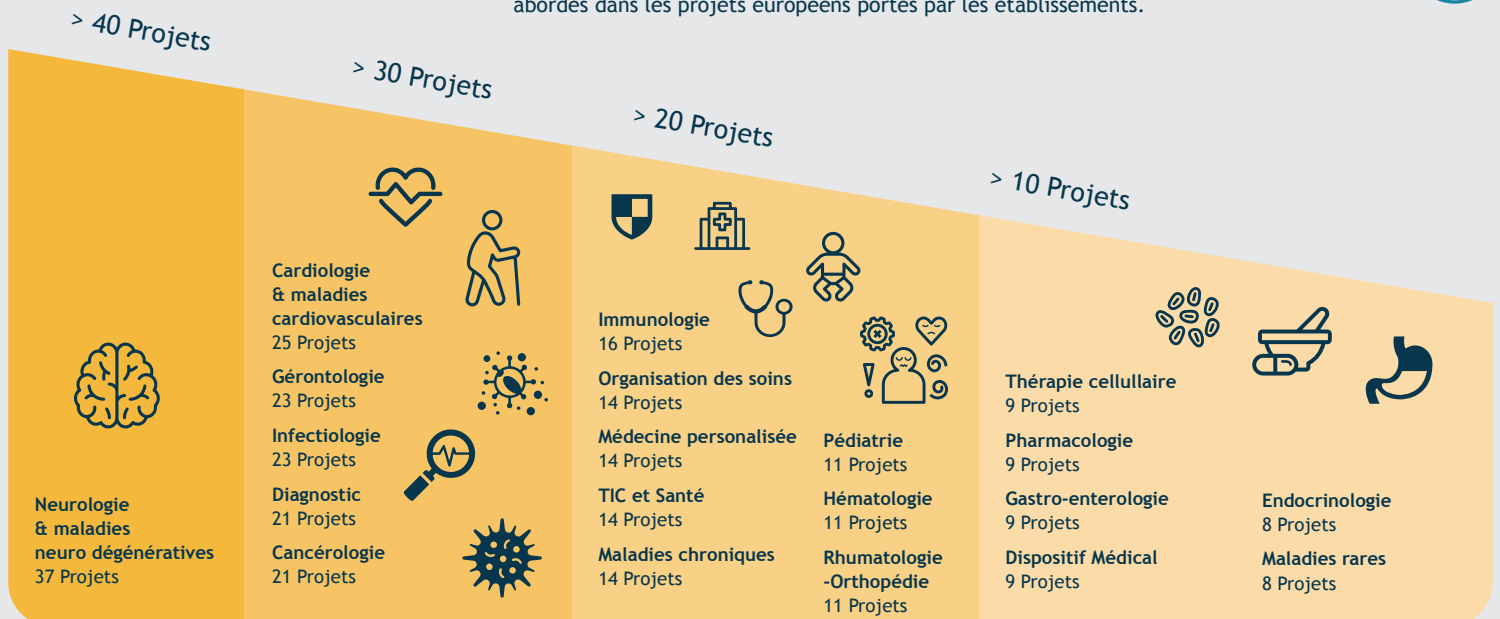 abordés dans les projets européens portés par les établissements.
> 40 Projets
> 30 Projets
> 20 Projets
> 10 Projets
Neurologie
& maladies
neuro dégénératives
37 Projets
Cardiologie
& maladies
cardiovasculaires
25 Projets
Gérontologie
23 Projets
Infectiologie
23 Projets
Diagnostic
21 Projets
Cancérologie
21 Projets
Immunologie
16 Projets
Organisation des soins
14 Projets
Médecine personalisée
14 Projets
TIC et Santé
14 Projets
Maladies chroniques
14 Projets
Pédiatrie
11 Projets
Hématologie
11 Projets
Rhumatologie
-Orthopédie
11 Projets
Thérapie cellullaire
9 Projets
Pharmacologie
9 Projets
Gastro-enterologie
9 Projets
Dispositif Médical
9 Projets
Endocrinologie
8 Projets
Maladies rares
8 Projets